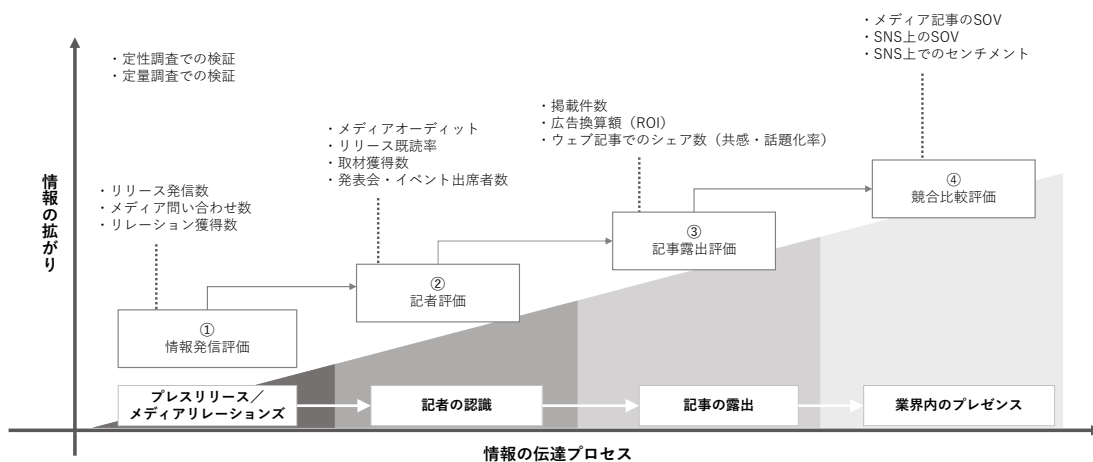 ・定性調査での検証
・定量調査での検証
・リリース発信数
・メディア問い合わせ数
・リレーション獲得数
・メディアオーディット
・リリース既読率
・取材獲得数
・発表会・イベント出席者数
・掲載件数
・広告換算額（ROI）
・ウェブ記事でのシェア数（共感・話題化率）
・メディア記事のSOV
・SNS上のSOV
・SNS上でのセンチメント
①
情報発信評価
②
記者評価
③
記事露出評価
④
競合比較評価
情報の拡がり
プレスリリース／
メディアリレーションズ
記者の認識
記事の露出
業界内のプレゼンス
情報の伝達プロセス